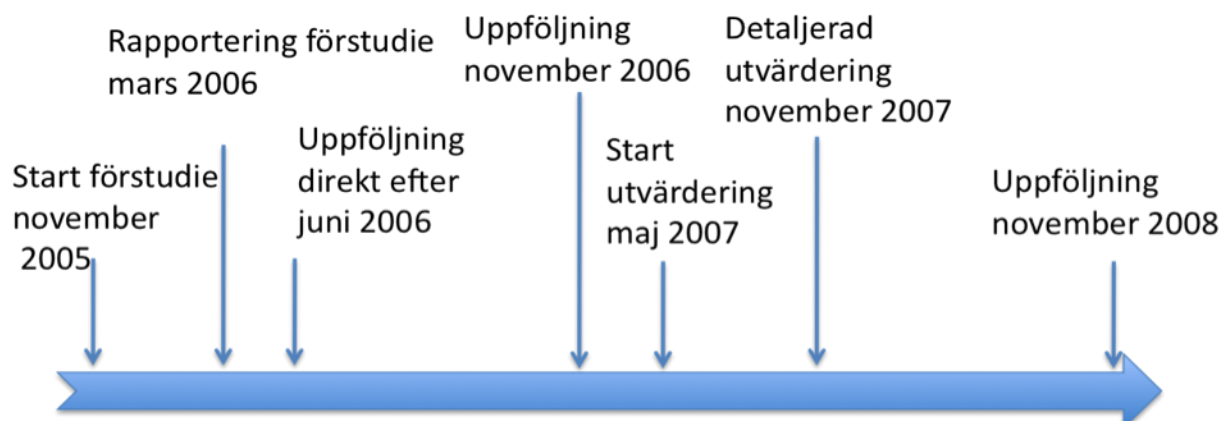 Start förstudie
november
2005
Rapportering förstudie
mars 2006
Uppföljning
direkt efter
juni 2006
Uppföljning
november 2006
Start
utvärdering
maj 2007
Detaljerad
utvärdering
november 2007
Uppföljning
november 2008